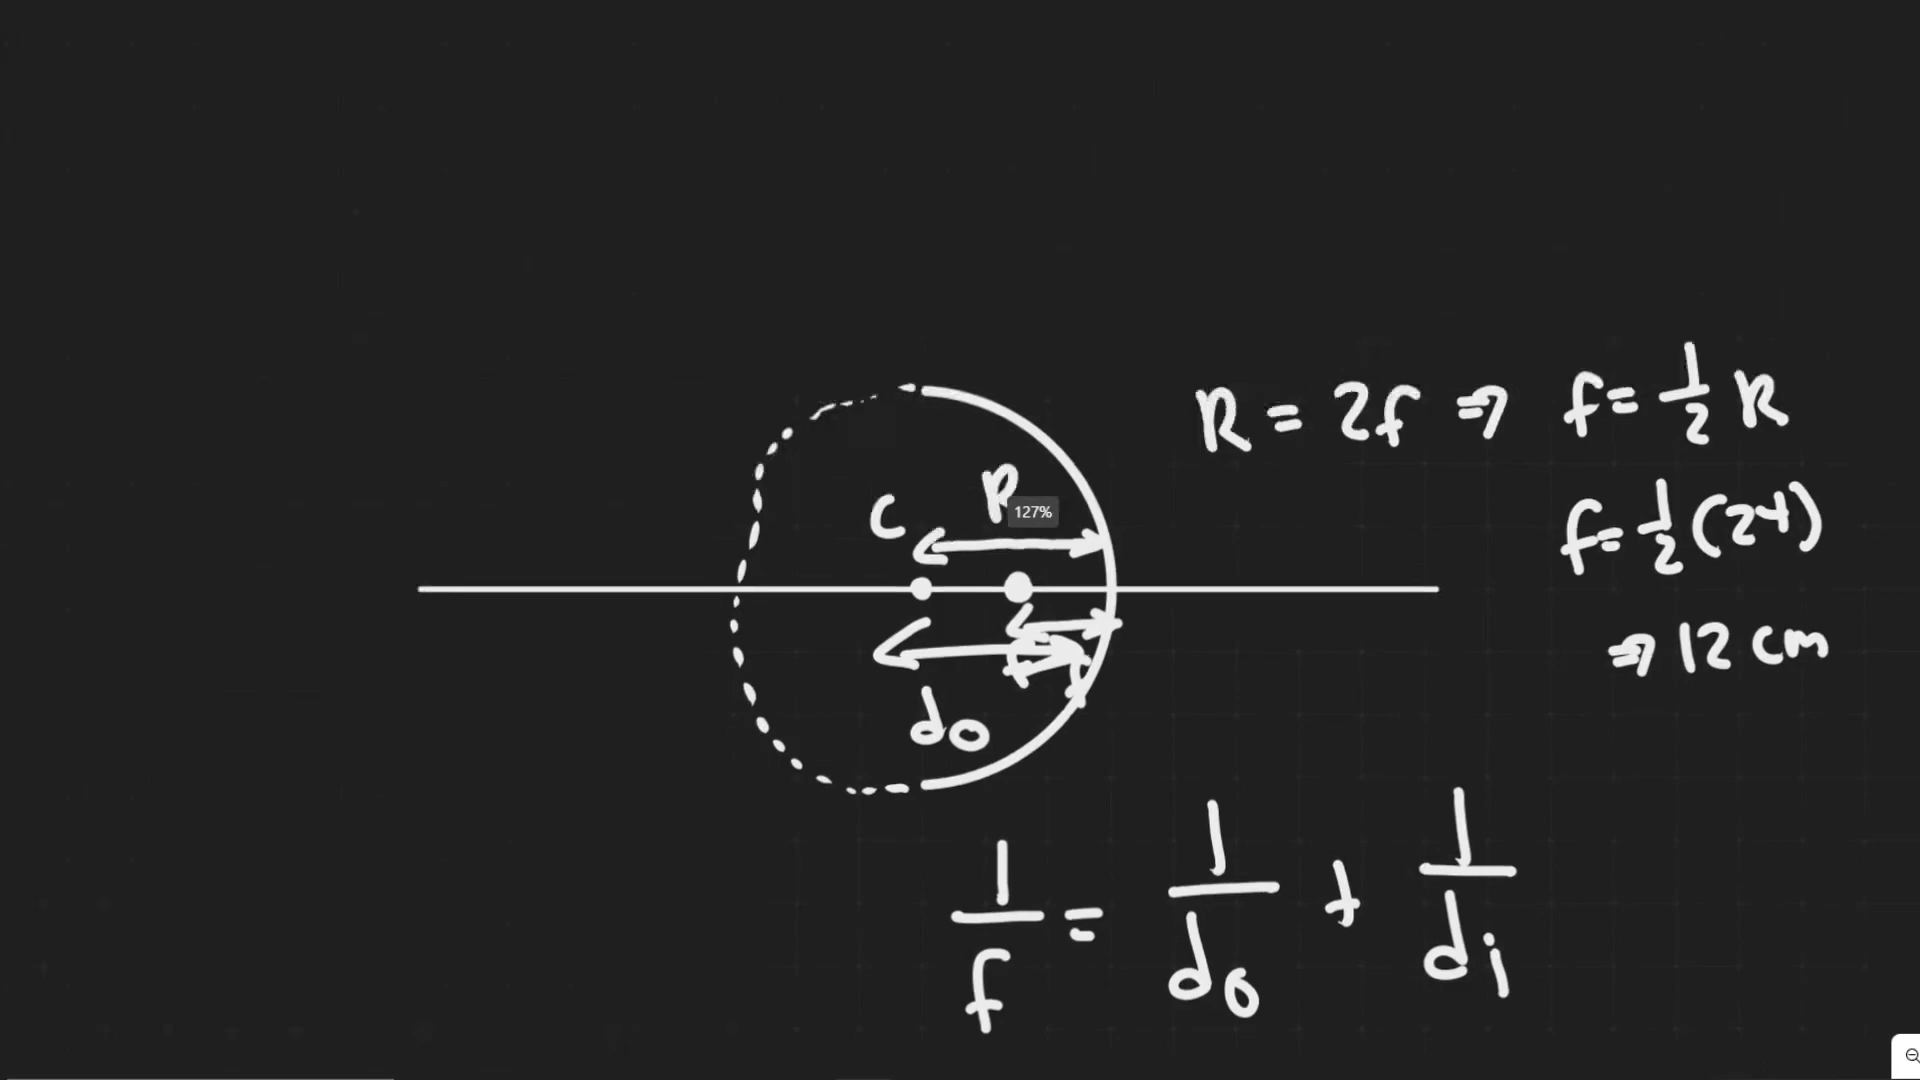 R = 2f ⇒ f = 1/2 R
C R
127%
f = 1/2 (24)
⇒ 12 cm
do
1/f = 1/do + 1/di